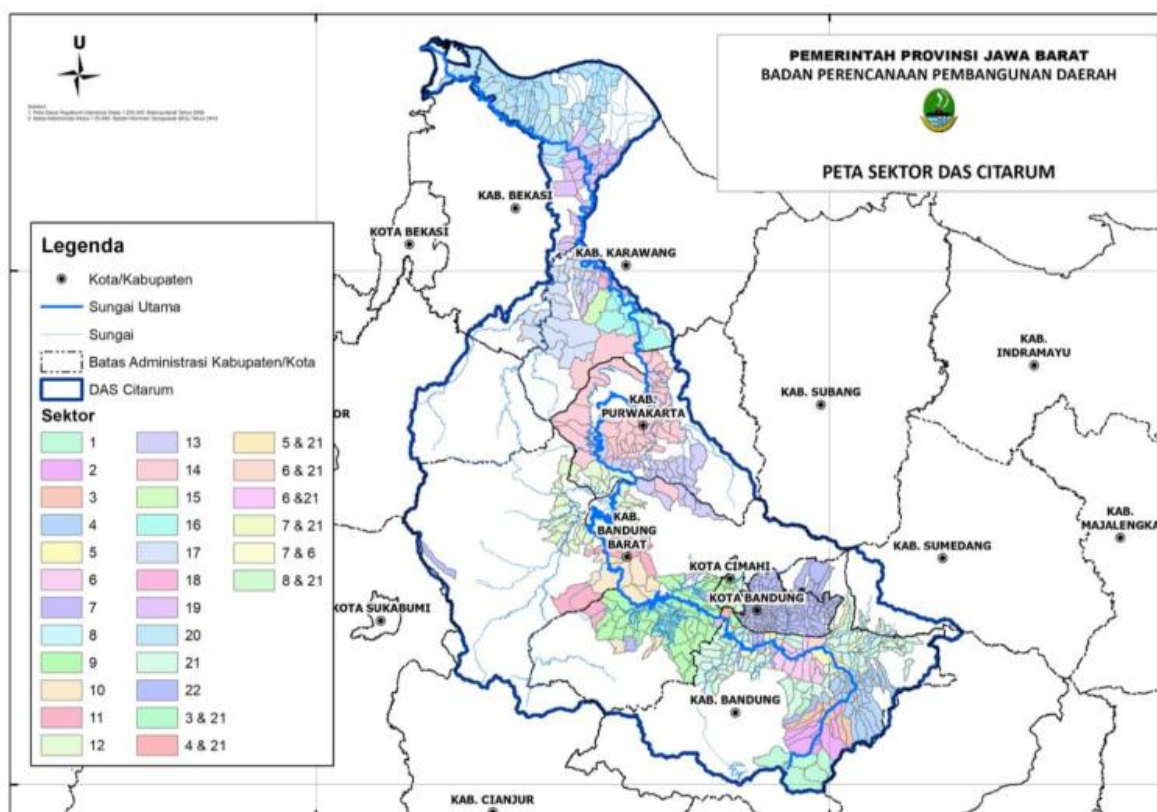 U
PEMERINTAH PROVINSI JAWA BARAT
BADAN PERENCANAAN PEMBANGUNAN DAERAH
PETA SEKTOR DAS CITARUM
KAB. BEKASI
KOTA BEKASI
KAB. KARAWANG
KAB. INDRAMAYU
KAB. SUBANG
KAB. PURWAKARTA
KAB. BANDUNG BARAT
KAB. MAJALENGKA
KAB. SUMEDANG
KOTA CIMAHI
KOTA BANDUNG
KOTA SUKABUMI
KAB. BANDUNG
KAB. CIANJUR
OR
Legenda
Kota/Kabupaten
Sungai Utama
Sungai
Batas Administrasi Kabupaten/Kota
DAS Citarum
Sektor
1
2
3
4
5
6
7
8
9
10
11
12
13
14
15
16
17
18
19
20
21
22
3 & 21
4 & 21
5 & 21
6 & 21
6 &21
7 & 21
7 & 6
8 & 21